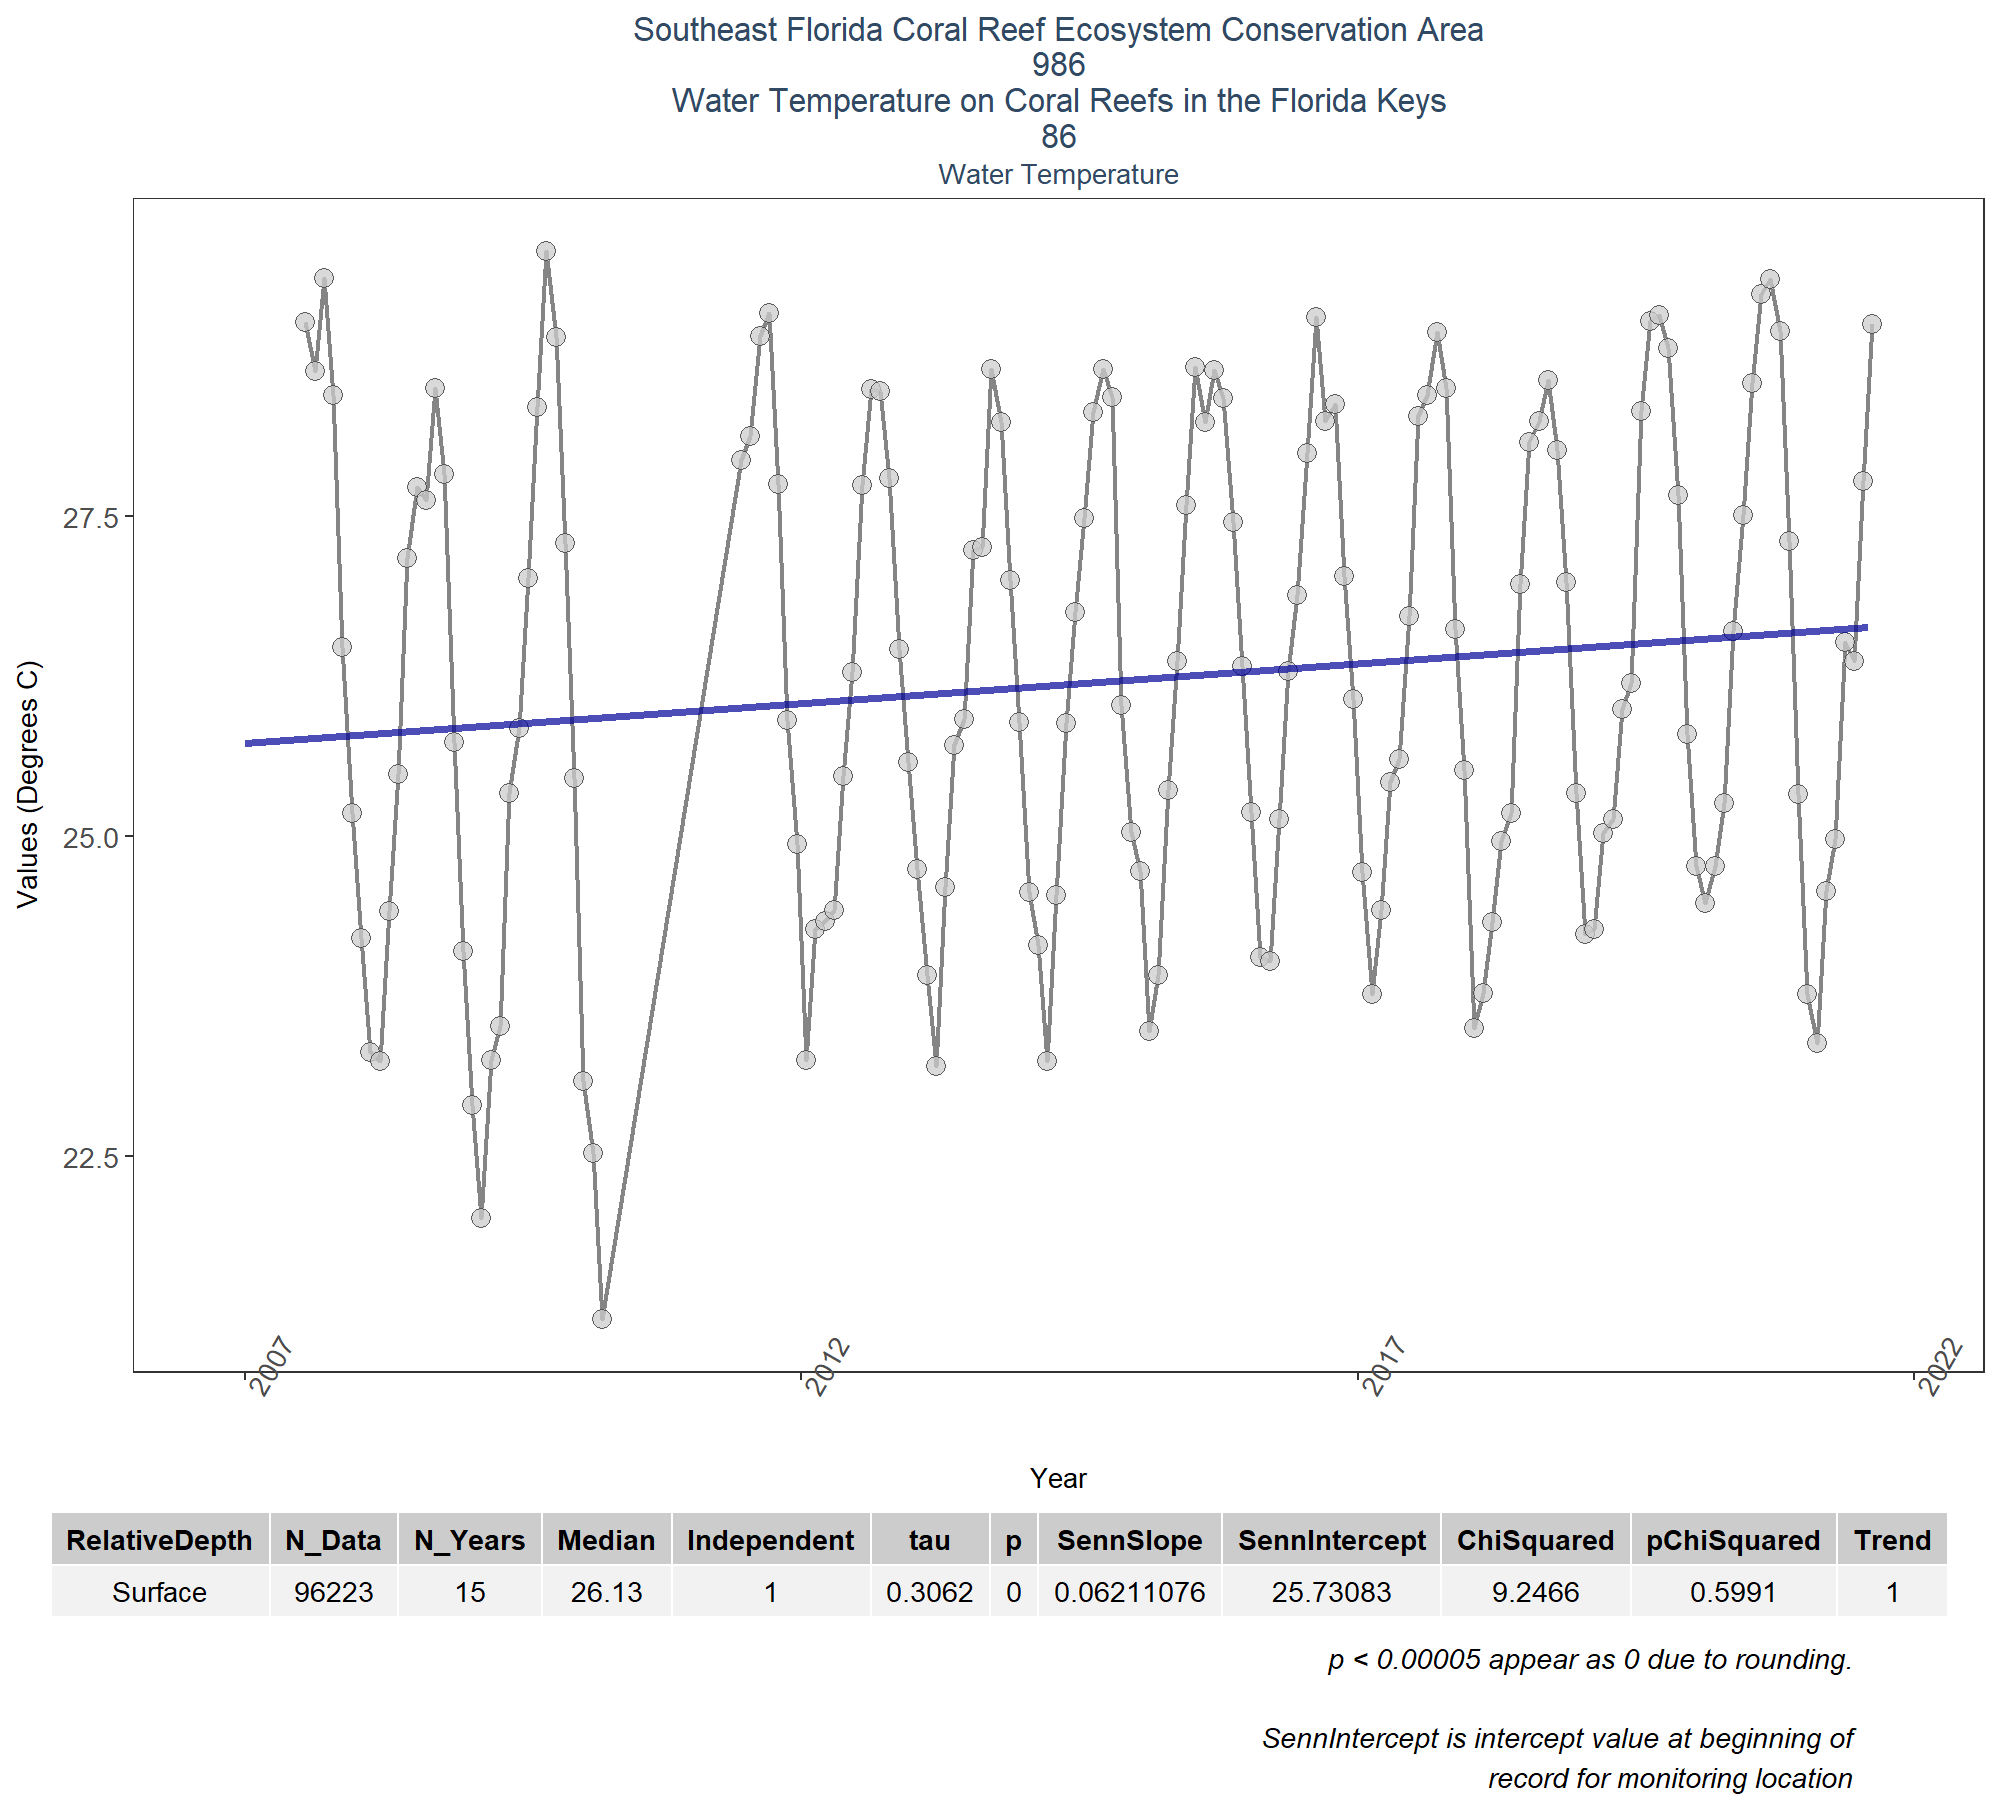 Southeast Florida Coral Reef Ecosystem Conservation Area
986
Water Temperature on Coral Reefs in the Florida Keys
86
Water Temperature
Values (Degrees C)
27.5
25.0
22.5
2007 2012 2017 2022
Year
RelativeDepth N_Data N_Years Median Independent tau p SennSlope SennIntercept ChiSquared pChiSquared Trend
Surface 96223 15 26.13 1 0.3062 0 0.06211076 25.73083 9.2466 0.5991 1
p < 0.00005 appear as 0 due to rounding.
SennIntercept is intercept value at beginning of
record for monitoring location